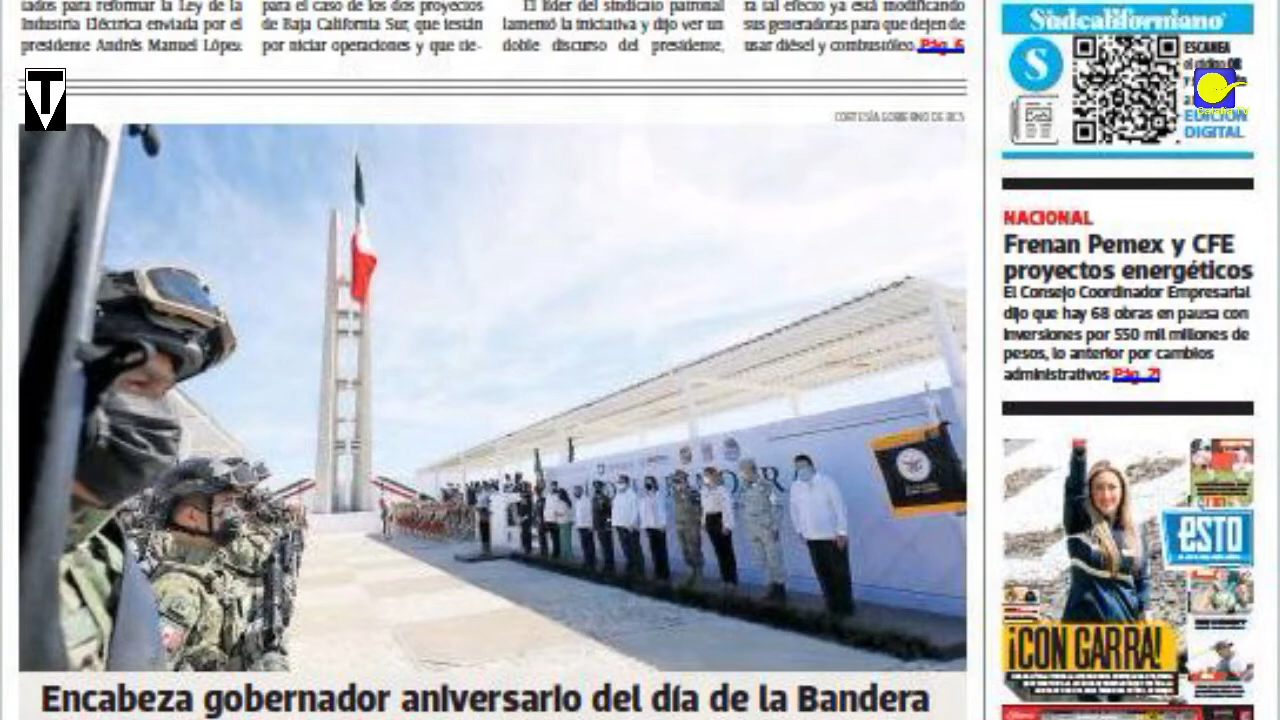 iados para reformar la Ley de la
Industria Eléctrica enviada por el
presidente Andrés Manuel López
para el caso de los dos proyectos
de Baja California Sur, que están
por niciar operaciones y que tie-
El líder del sindicato patronal
lamentó la iniciativa y dijo ver un
doble discurso del presidente,
ra tal efecto ya está modificando
sus generadoras para que dejen de
usar diésel y combustóleo. Pág. 6
CORTESÍA GOBIERNO DE BCS
Encabeza gobernador aniversario del día de la Bandera
Sudcaliforniano
S
ESCANEA
el código QR
EDICIÓN
DIGITAL
NACIONAL
Frenan Pemex y CFE
proyectos energéticos
El Consejo Coordinador Empresarial
dijo que hay 68 obras en pausa con
inversiones por 550 mil millones de
pesos, lo anterior por cambios
administrativos Pág. 21
esto
¡CON GARRA!